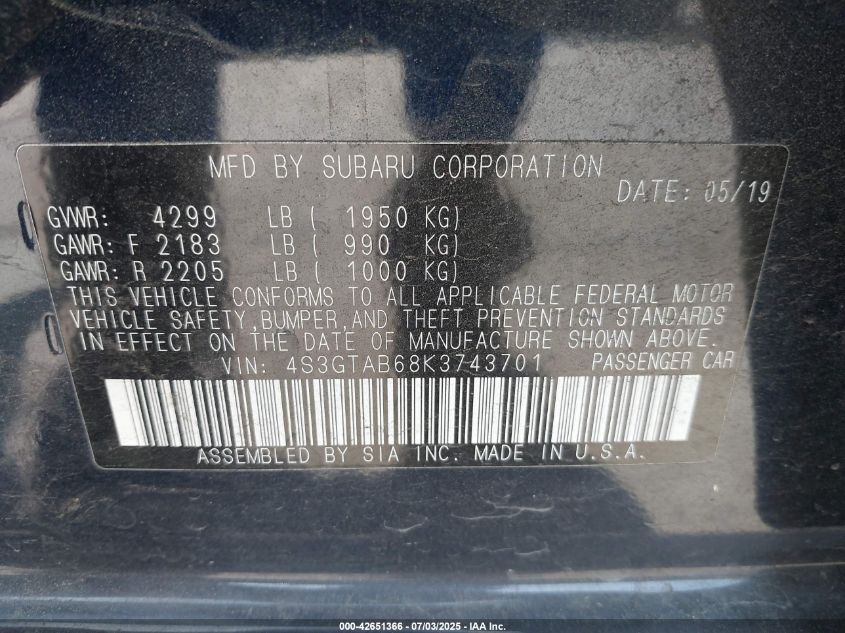 MFD BY SUBARU CORPORATION
DATE: 05/19
GVWR: 4299 LB ( 1950 KG)
GAWR: F 2183 LB ( 990 KG)
GAWR: R 2205 LB ( 1000 KG)
THIS VEHICLE CONFORMS TO ALL APPLICABLE FEDERAL MOTOR
VEHICLE SAFETY,BUMPER,AND THEFT PREVENTION STANDARDS
IN EFFECT ON THE DATE OF MANUFACTURE SHOWN ABOVE.
VIN: 4S3GTAB68K3743701 PASSENGER CAR
ASSEMBLED BY SIA INC. MADE IN U.S.A.
000-42651366 - 07/03/2025 - IAA Inc.